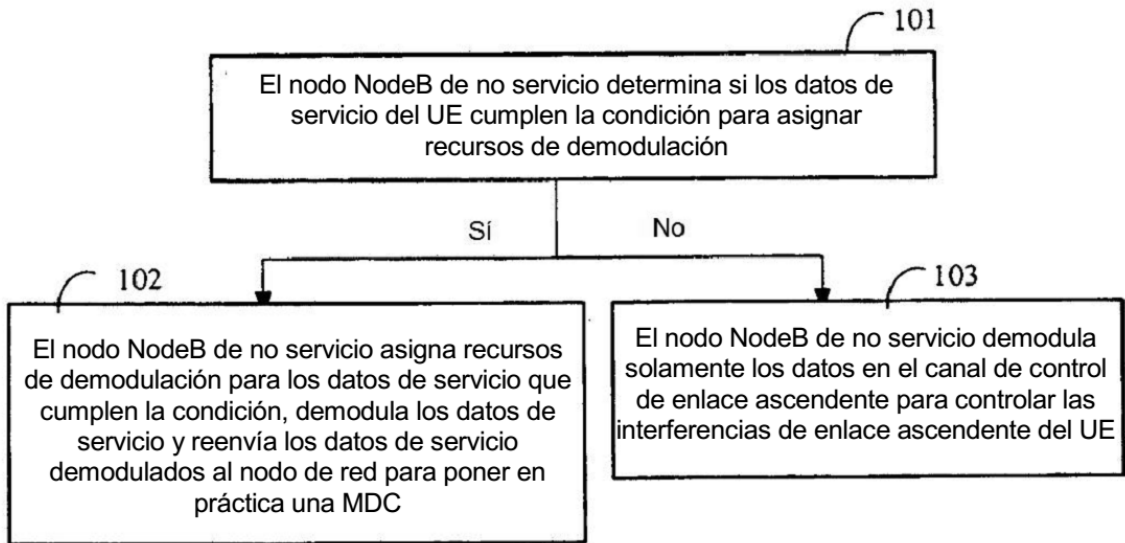 101
El nodo NodeB de no servicio determina si los datos de
servicio del UE cumplen la condición para asignar
recursos de demodulación
Sí
No
102
El nodo NodeB de no servicio asigna recursos
de demodulación para los datos de servicio que
cumplen la condición, demodula los datos de
servicio y reenvía los datos de servicio
demodulados al nodo de red para poner en
práctica una MDC
103
El nodo NodeB de no servicio demodula
solamente los datos en el canal de control
de enlace ascendente para controlar las
interferencias de enlace ascendente del UE